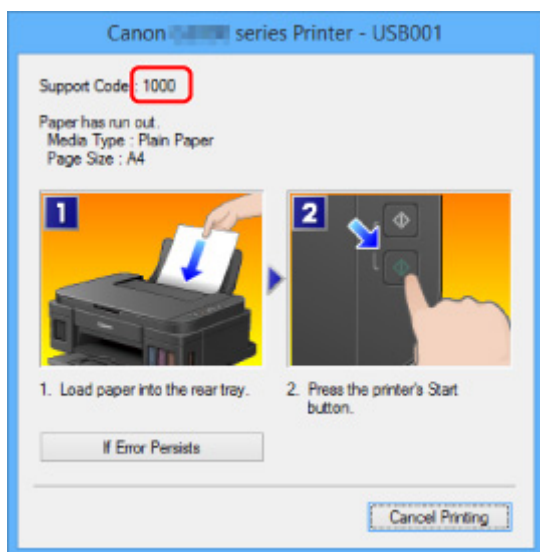 Canon series Printer - USB001
Support Code : 1000
Paper has run out.
Media Type : Plain Paper
Page Size : A4
1
2
1. Load paper into the rear tray.
2. Press the printer's Start
button.
If Error Persists
Cancel Printing